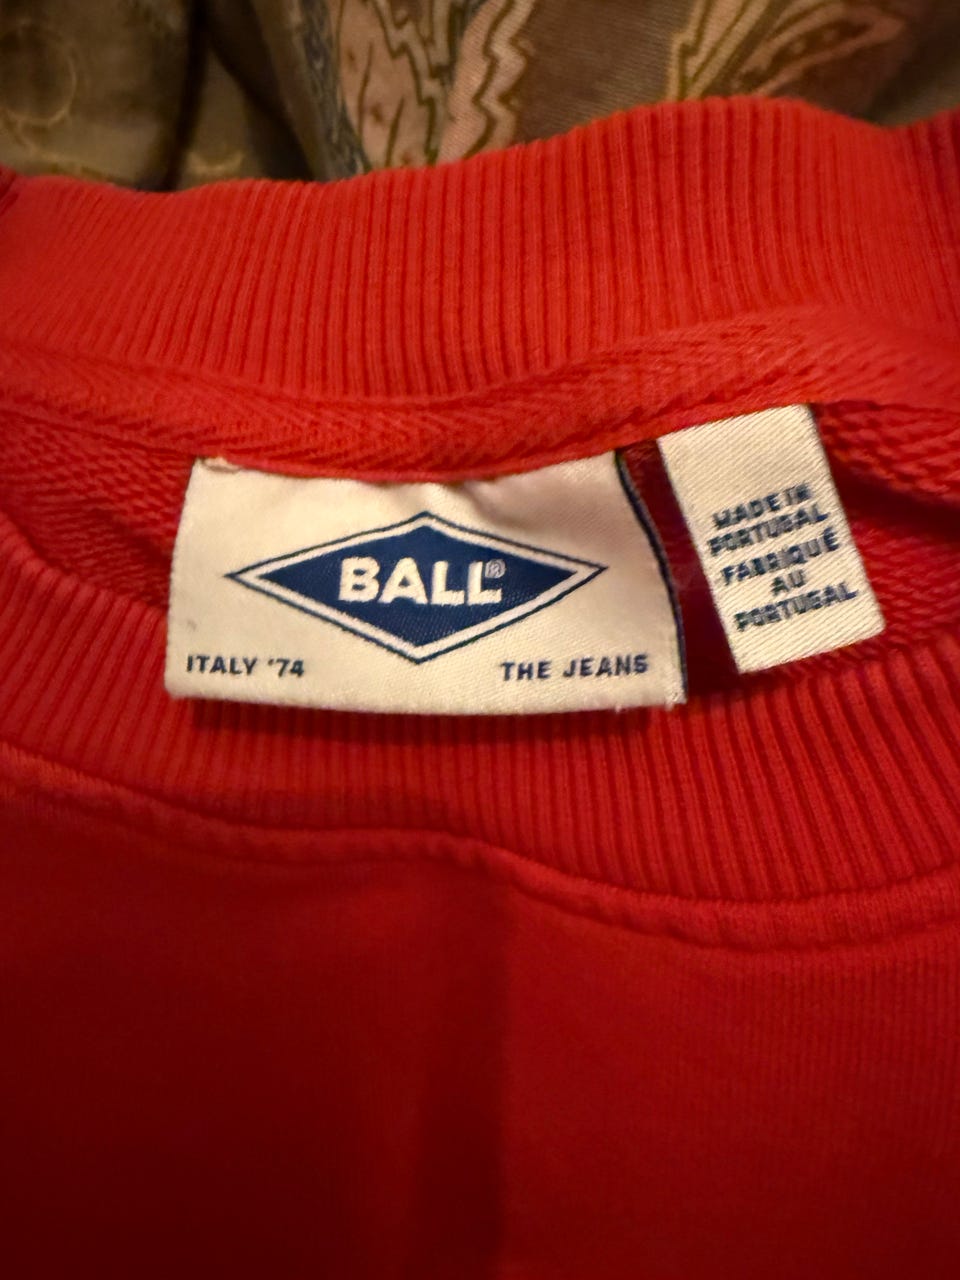 BALL®
ITALY '74
THE JEANS
MADE IN
PORTUGAL
FABRIQUÉ
AU
PORTUGAL